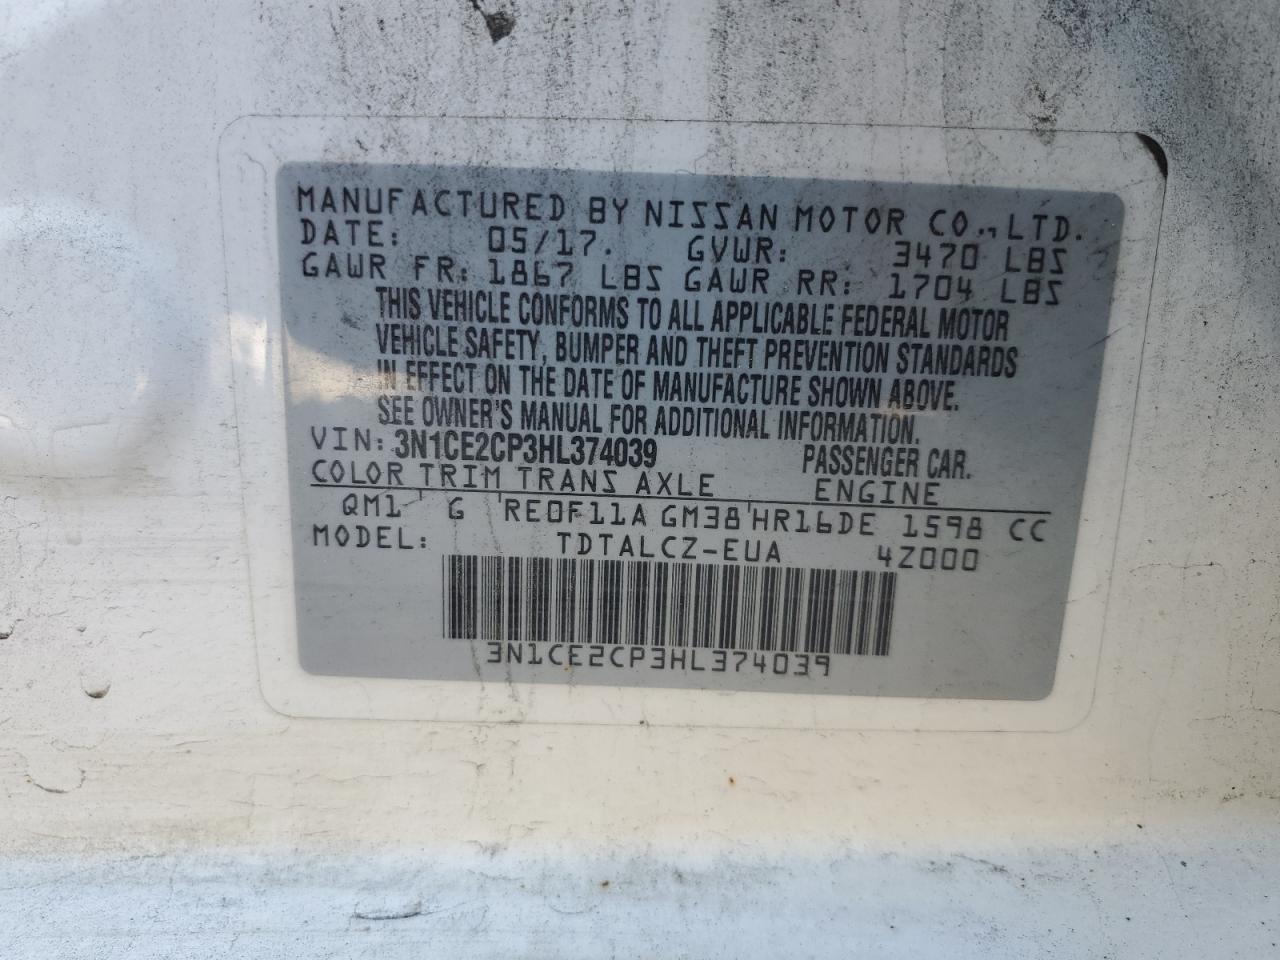 MANUFACTURED BY NISSAN MOTOR CO., LTD.
DATE: 05/17. GVWR: 3470 LBS
GAWR FR: 1867 LBS GAWR RR: 1704 LBS
THIS VEHICLE CONFORMS TO ALL APPLICABLE FEDERAL MOTOR
VEHICLE SAFETY, BUMPER AND THEFT PREVENTION STANDARDS
IN EFFECT ON THE DATE OF MANUFACTURE SHOWN ABOVE.
SEE OWNER'S MANUAL FOR ADDITIONAL INFORMATION.
VIN: 3N1CE2CP3HL374039 PASSENGER CAR.
COLOR TRIM TRANS AXLE ENGINE
QM1 G RE0F11A GM38 HR16DE 1598 CC
MODEL: TDTALCZ-EUA 4Z000
3N1CE2CP3HL374039